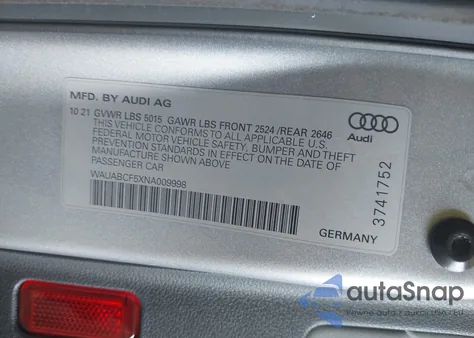 MFD. BY AUDI AG
10 21 GVWR LBS 5015 GAWR LBS FRONT 2524 /REAR 2646
THIS VEHICLE CONFORMS TO ALL APPLICABLE U.S.
FEDERAL MOTOR VEHICLE SAFETY, BUMPER AND THEFT
PREVENTION STANDARDS IN EFFECT ON THE DATE OF
MANUFACTURE SHOWN ABOVE
PASSENGER CAR
WAUABCF5XNA009998
Audi
3741752
GERMANY
autoSnap